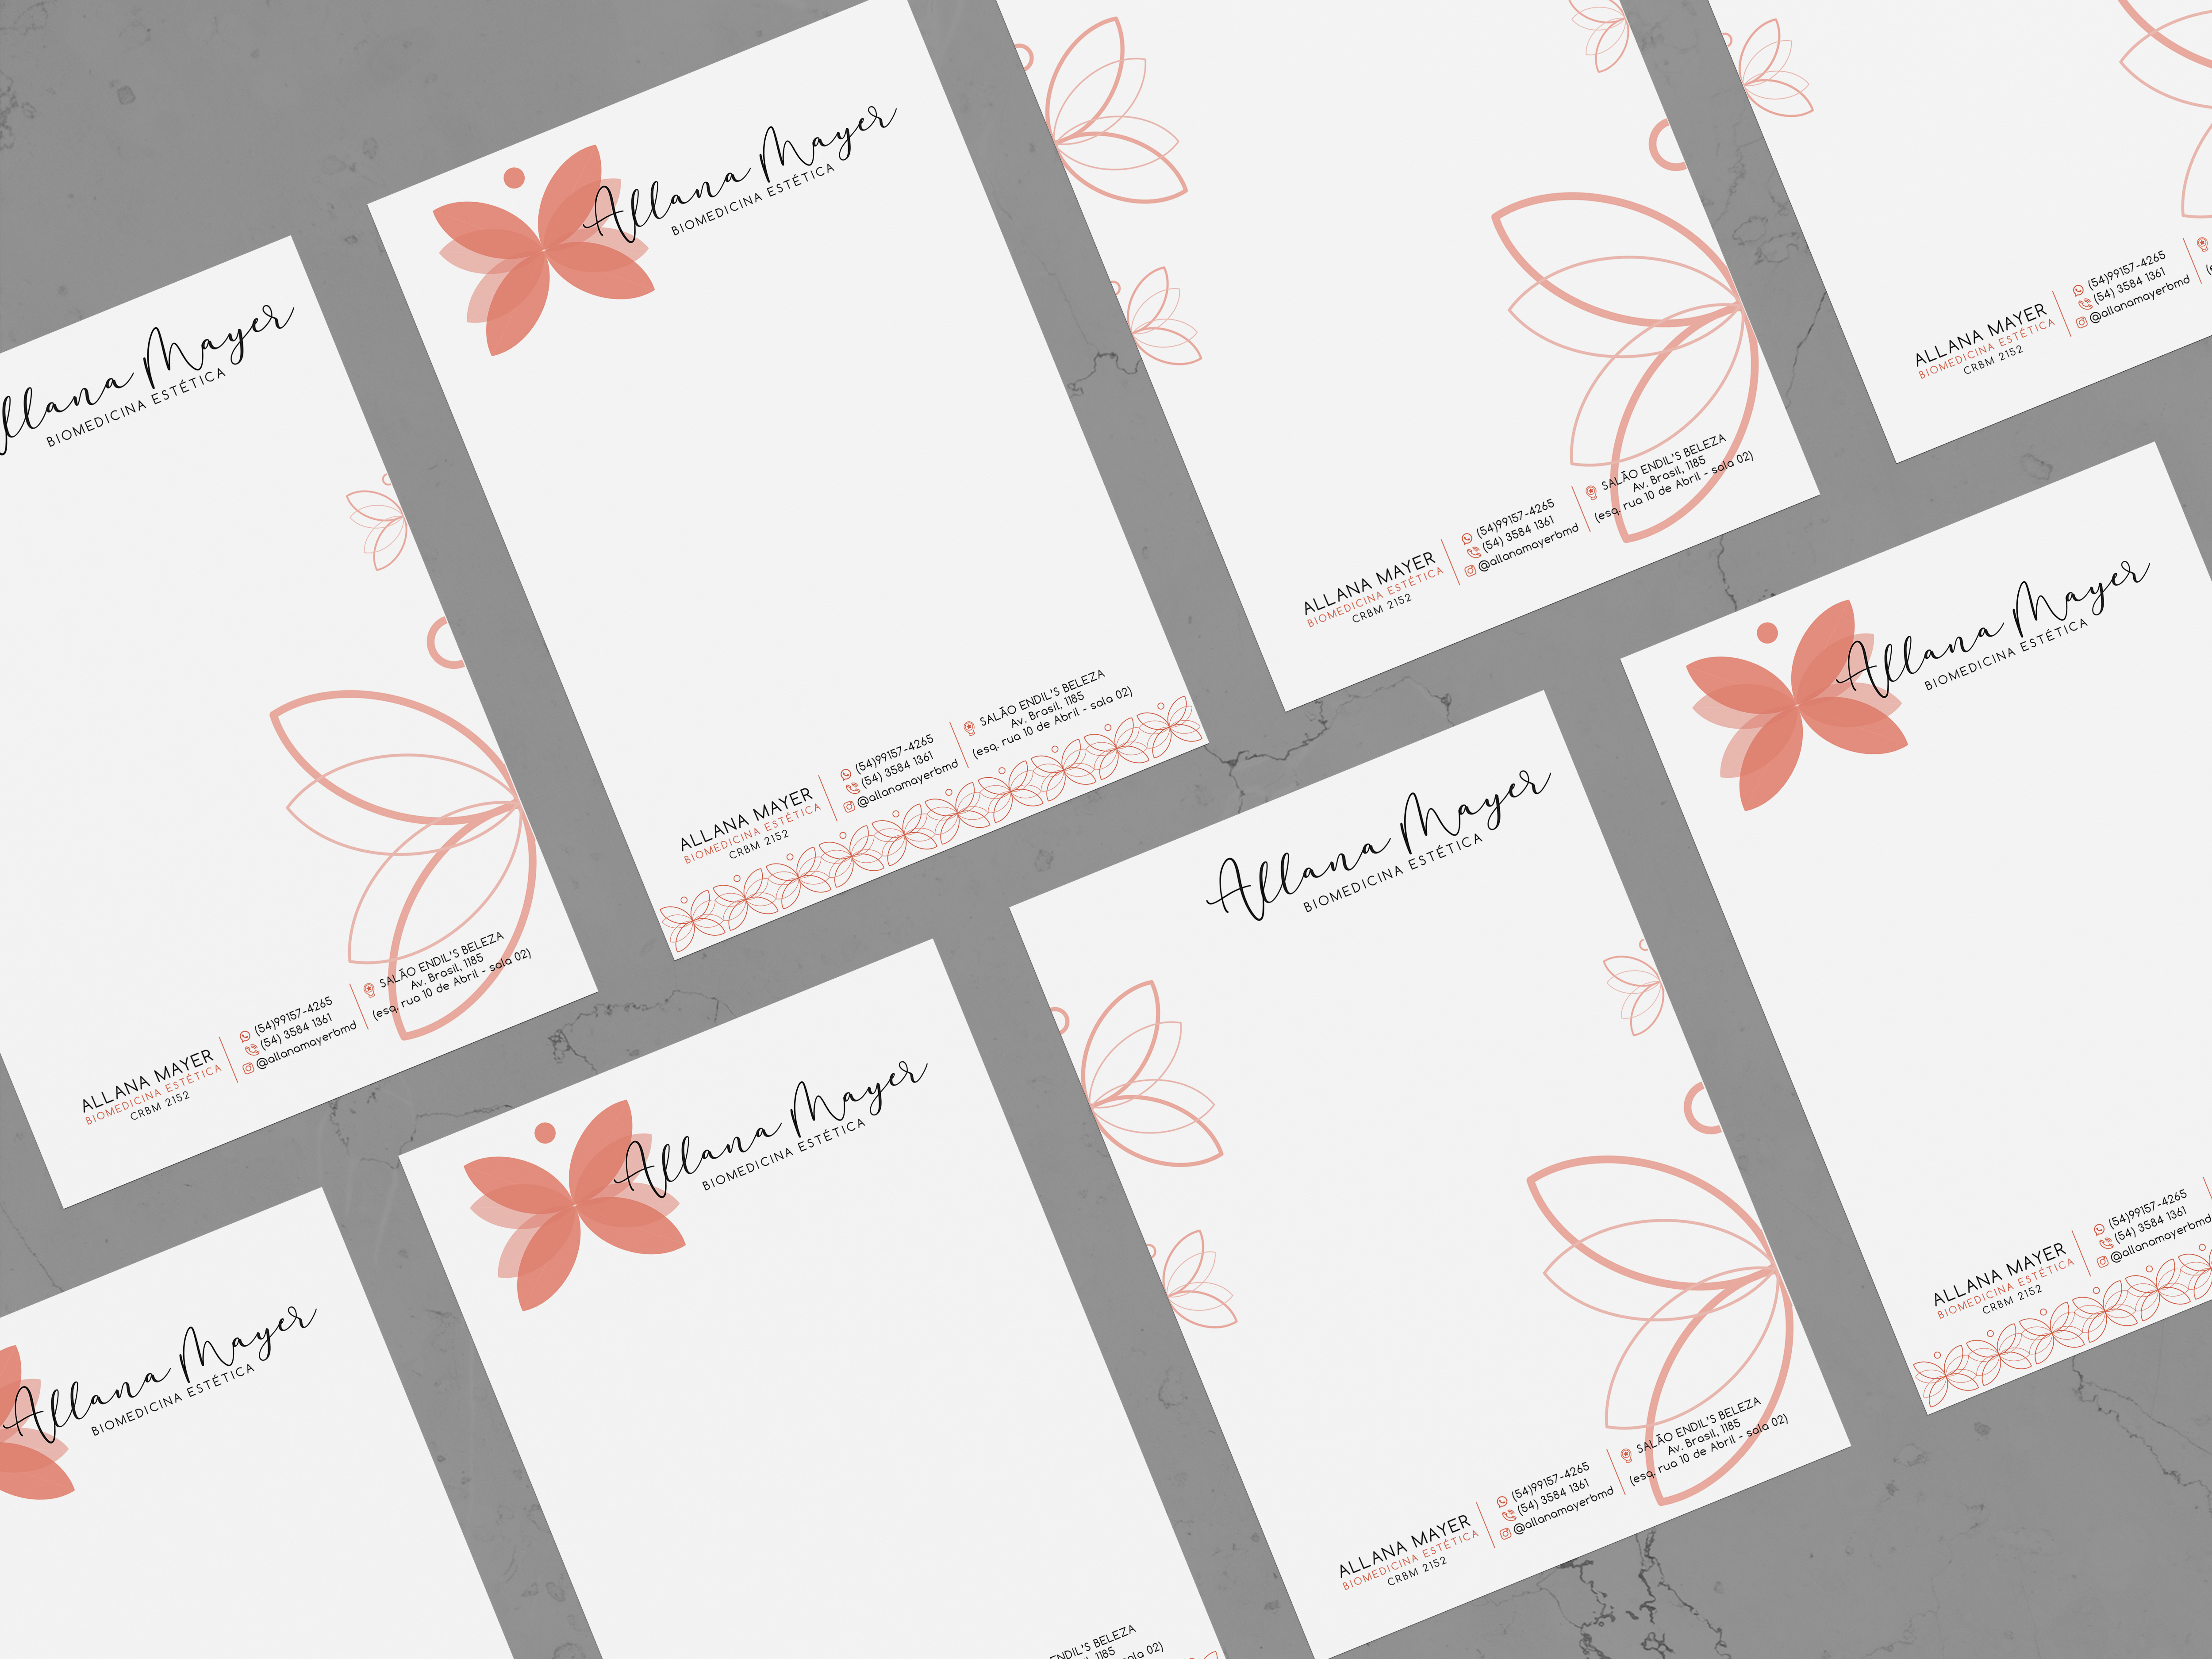 Allana Mayer
BIOMEDICINA ESTÉTICA
ALLANA MAYER
BIOMEDICINA ESTÉTICA
CRBM 2152
(54)99157-4265
(54) 3584 1361
@allanamayerbmd
SALÃO ENDIL'S BELEZA
Av. Brasil, 1185
(esq. rua 10 de Abril - sala 02)
ALLANA MAYER
BIOMEDICINA ESTÉTICA
CRBM 2152
(54)99157-4265
(54) 3584 1361
@allanamayerbmd
SALÃO ENDIL'S BELEZA
Av. Brasil, 1185
(esq. rua 10 de Abril - sala 02)
ALLANA MAYER
BIOMEDICINA ESTÉTICA
CRBM 2152
(54)99157-4265
(54) 3584 1361
@allanamayerbmd
Allana Mayer
BIOMEDICINA ESTÉTICA
ALLANA MAYER
BIOMEDICINA ESTÉTICA
CRBM 2152
(54)99157-4265
(54) 3584 1361
@allanamayerbmd
SALÃO ENDIL'S BELEZA
Av. Brasil, 1185
(esq. rua 10 de Abril - sala 02)
Allana Mayer
BIOMEDICINA ESTÉTICA
ALLANA MAYER
BIOMEDICINA ESTÉTICA
CRBM 2152
(54)99157-4265
(54) 3584 1361
@allanamayerbmd
Allana Mayer
BIOMEDICINA ESTÉTICA
ALLANA MAYER
BIOMEDICINA ESTÉTICA
CRBM 2152
(54)99157-4265
(54) 3584 1361
@allanamayerbmd
SALÃO ENDIL'S BELEZA
Av. Brasil, 1185
(esq. rua 10 de Abril - sala 02)
Allana Mayer
BIOMEDICINA ESTÉTICA
NDIL'S BELEZA
1185
ala 02)
Allana Mayer
BIOMEDICINA ESTÉTICA